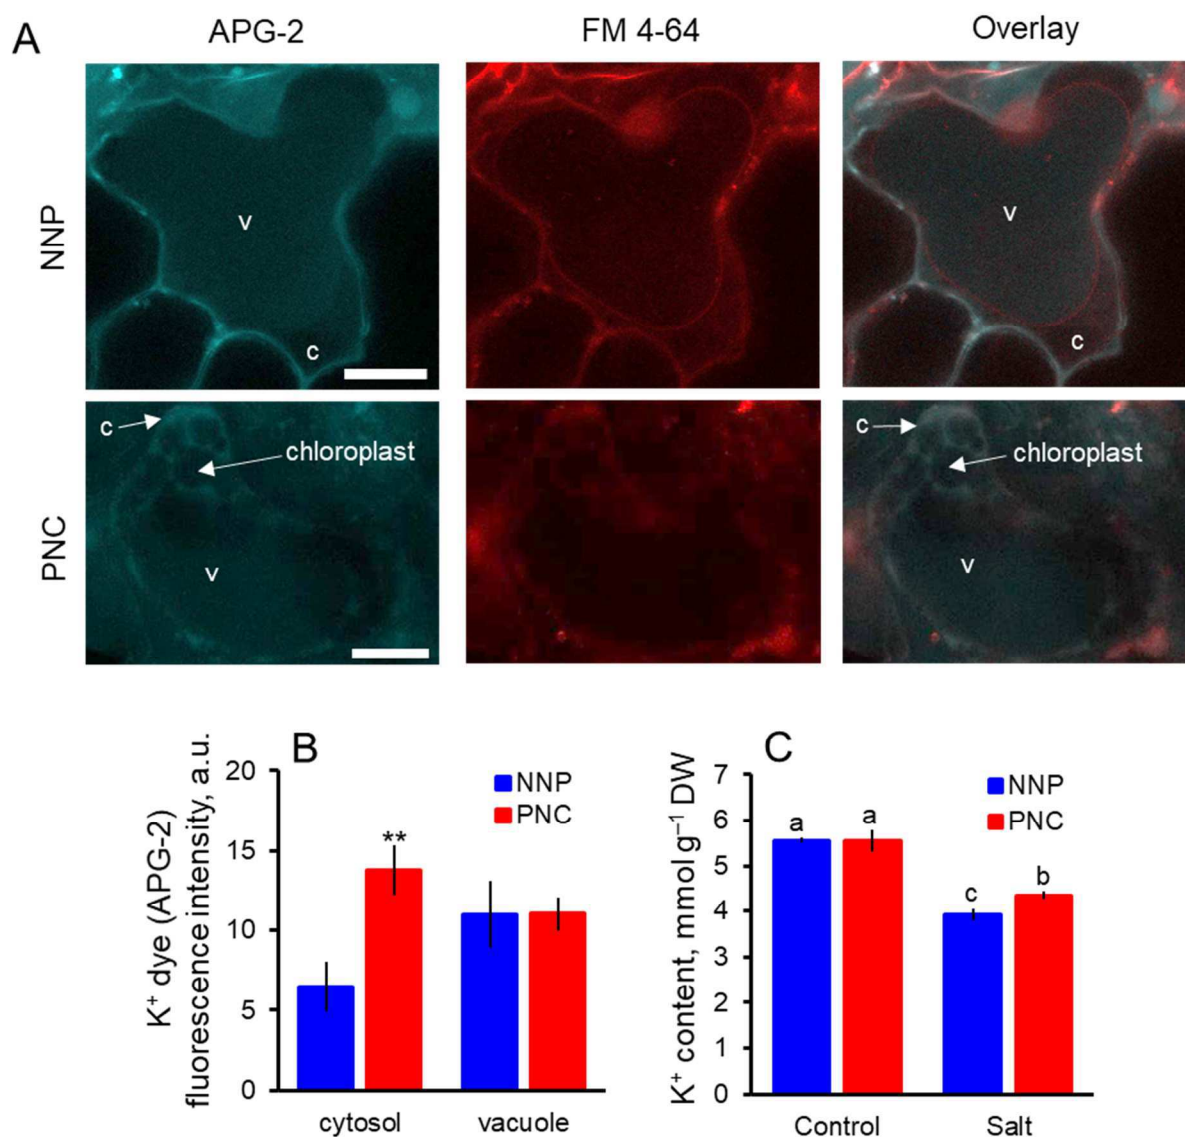 A
APG-2
FM 4-64
Overlay
NNP
v
c
v
c
PNC
c
chloroplast
v
c
chloroplast
v
B
K⁺ dye (APG-2)
fluorescence intensity, a.u.
20
15
10
5
0
NNP
PNC
**
cytosol
vacuole
C
K⁺ content, mmol g⁻¹ DW
7
6
5
4
3
2
1
0
NNP
PNC
a
a
c
b
Control
Salt